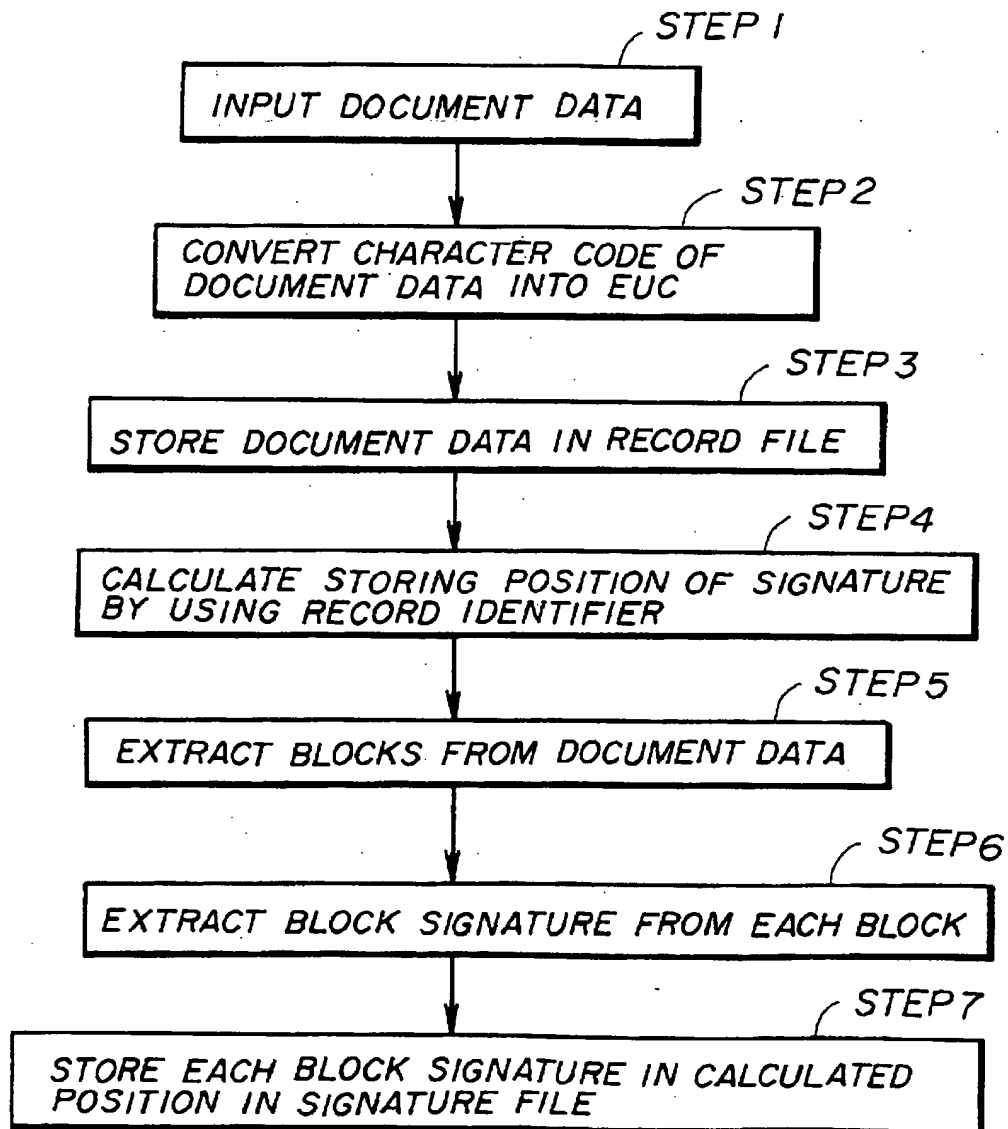 STEP 1
INPUT DOCUMENT DATA
STEP 2
CONVERT CHARACTER CODE OF
DOCUMENT DATA INTO EUC
STEP 3
STORE DOCUMENT DATA IN RECORD FILE
STEP 4
CALCULATE STORING POSITION OF SIGNATURE
BY USING RECORD IDENTIFIER
STEP 5
EXTRACT BLOCKS FROM DOCUMENT DATA
STEP 6
EXTRACT BLOCK SIGNATURE FROM EACH BLOCK
STEP 7
STORE EACH BLOCK SIGNATURE IN CALCULATED
POSITION IN SIGNATURE FILE